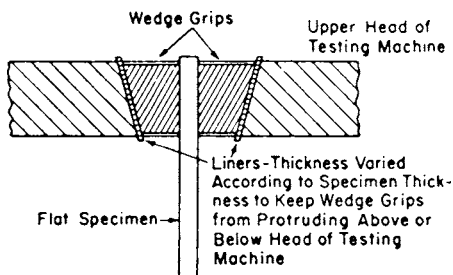 Wedge Grips
Upper Head of
Testing Machine
Liners-Thickness Varied
According to Specimen Thick-
ness to Keep Wedge Grips
from Protruding Above or
Below Head of Testing
Machine
Flat Specimen